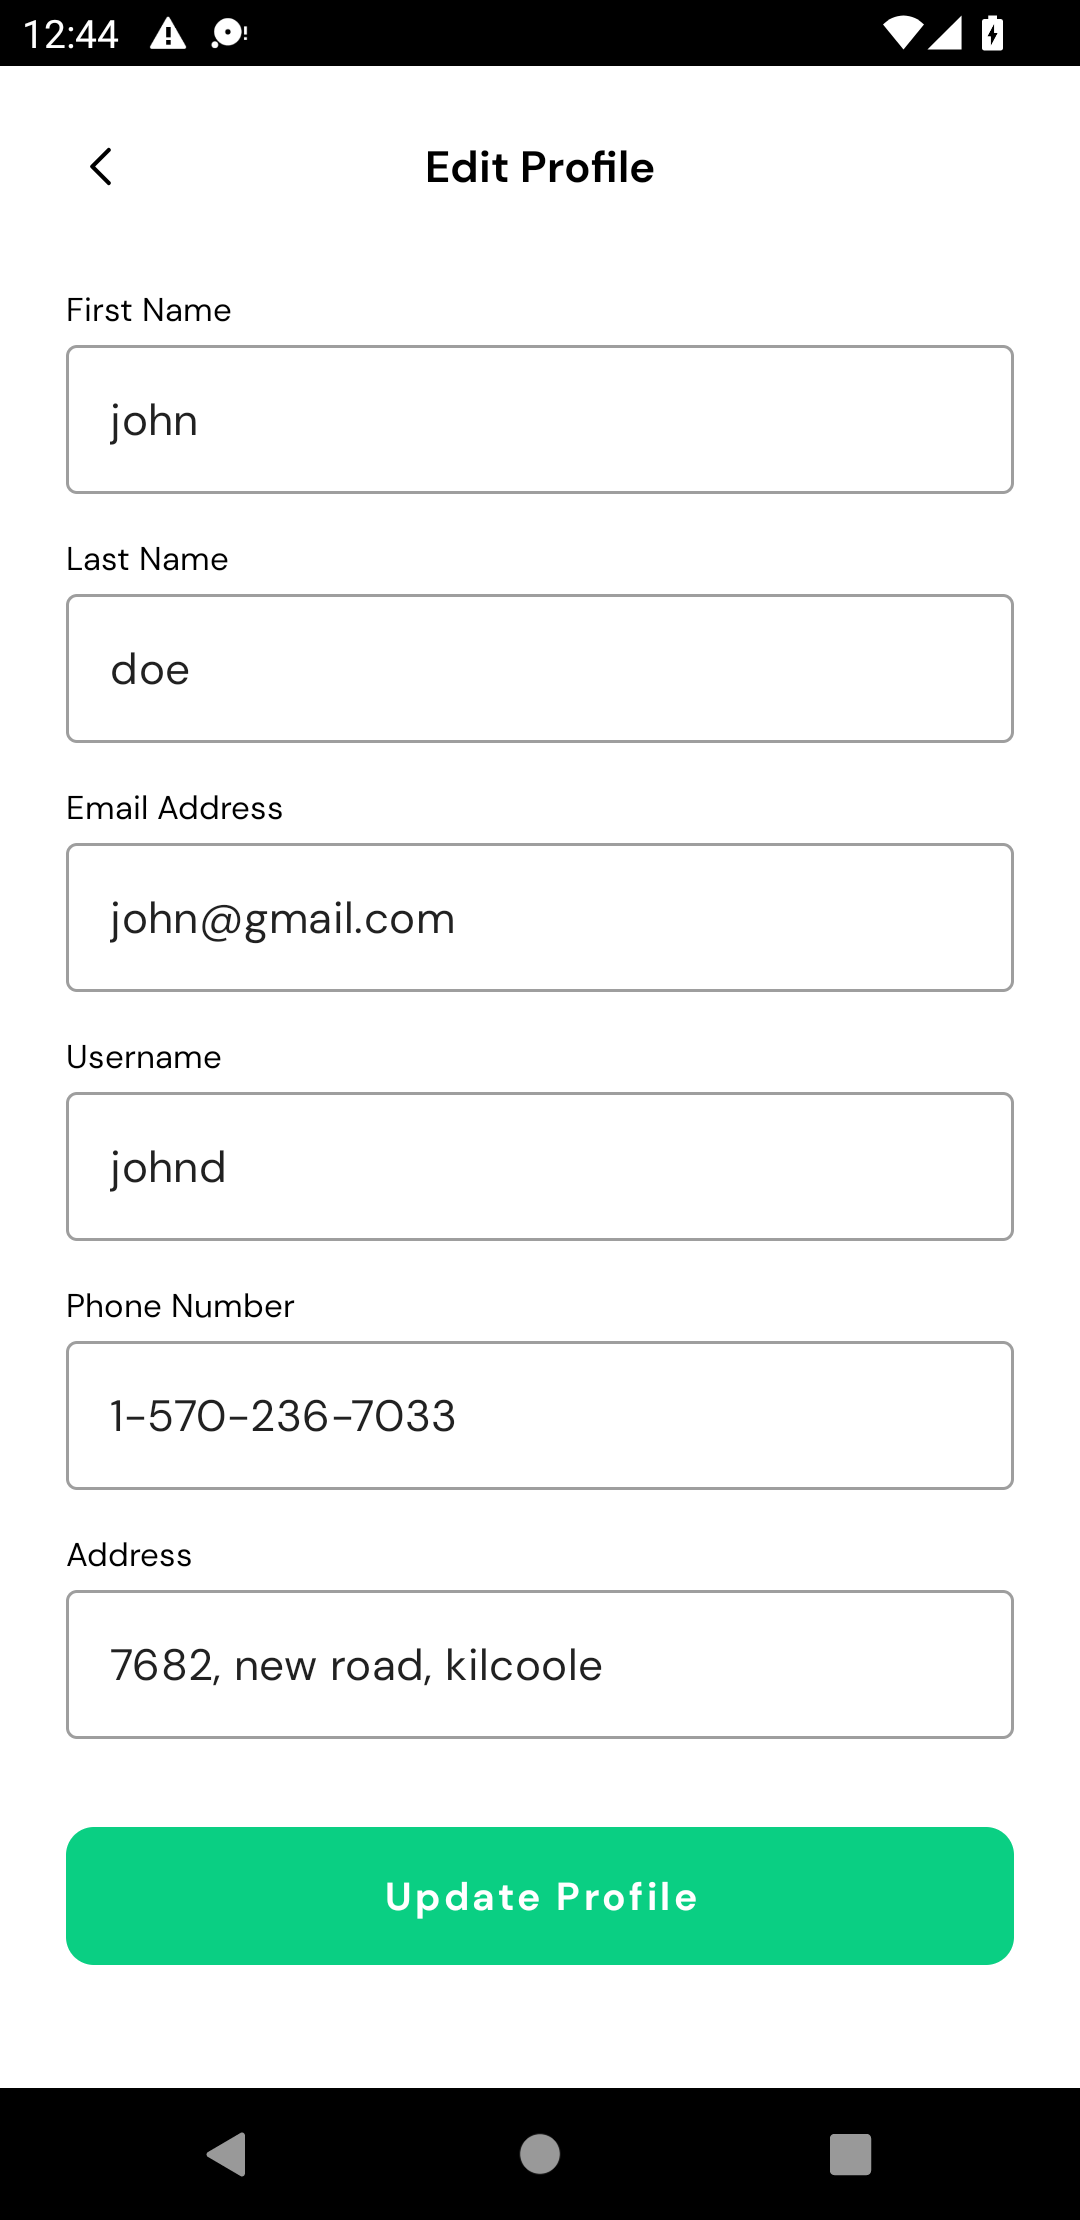 12:44
Edit Profile
First Name
john
Last Name
doe
Email Address
john@gmail.com
Username
johnd
Phone Number
1-570-236-7033
Address
7682, new road, kilcoole
Update Profile